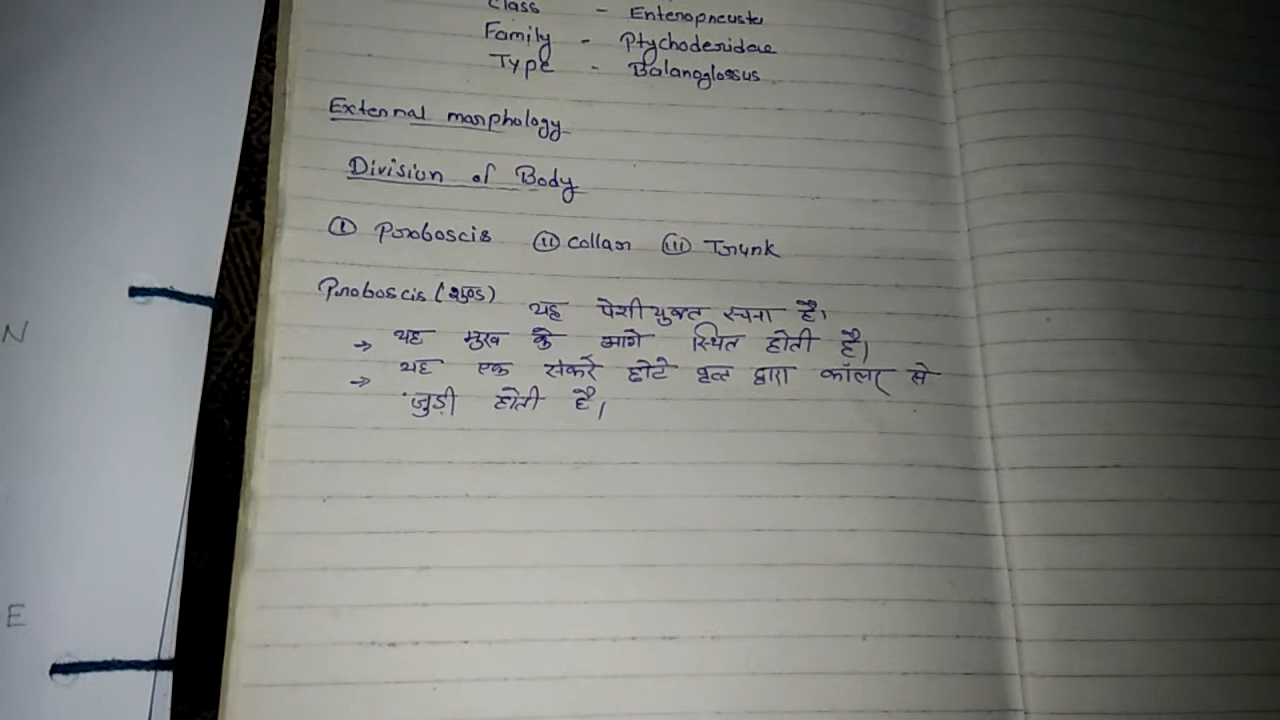 Class - Enteropneusta
Family - Ptychoderidae
Type - Balanoglossus
External morphology
Division of Body
(I) Proboscis (II) Collar (III) Trunk
Proboscis (शुण्ड) यह पेशीयुक्त रचना है।
→ यह मुख के आगे स्थित होती है।
→ यह एक संकरे छोटे वृन्त द्वारा कॉलर से
जुड़ी होती है।
N
E